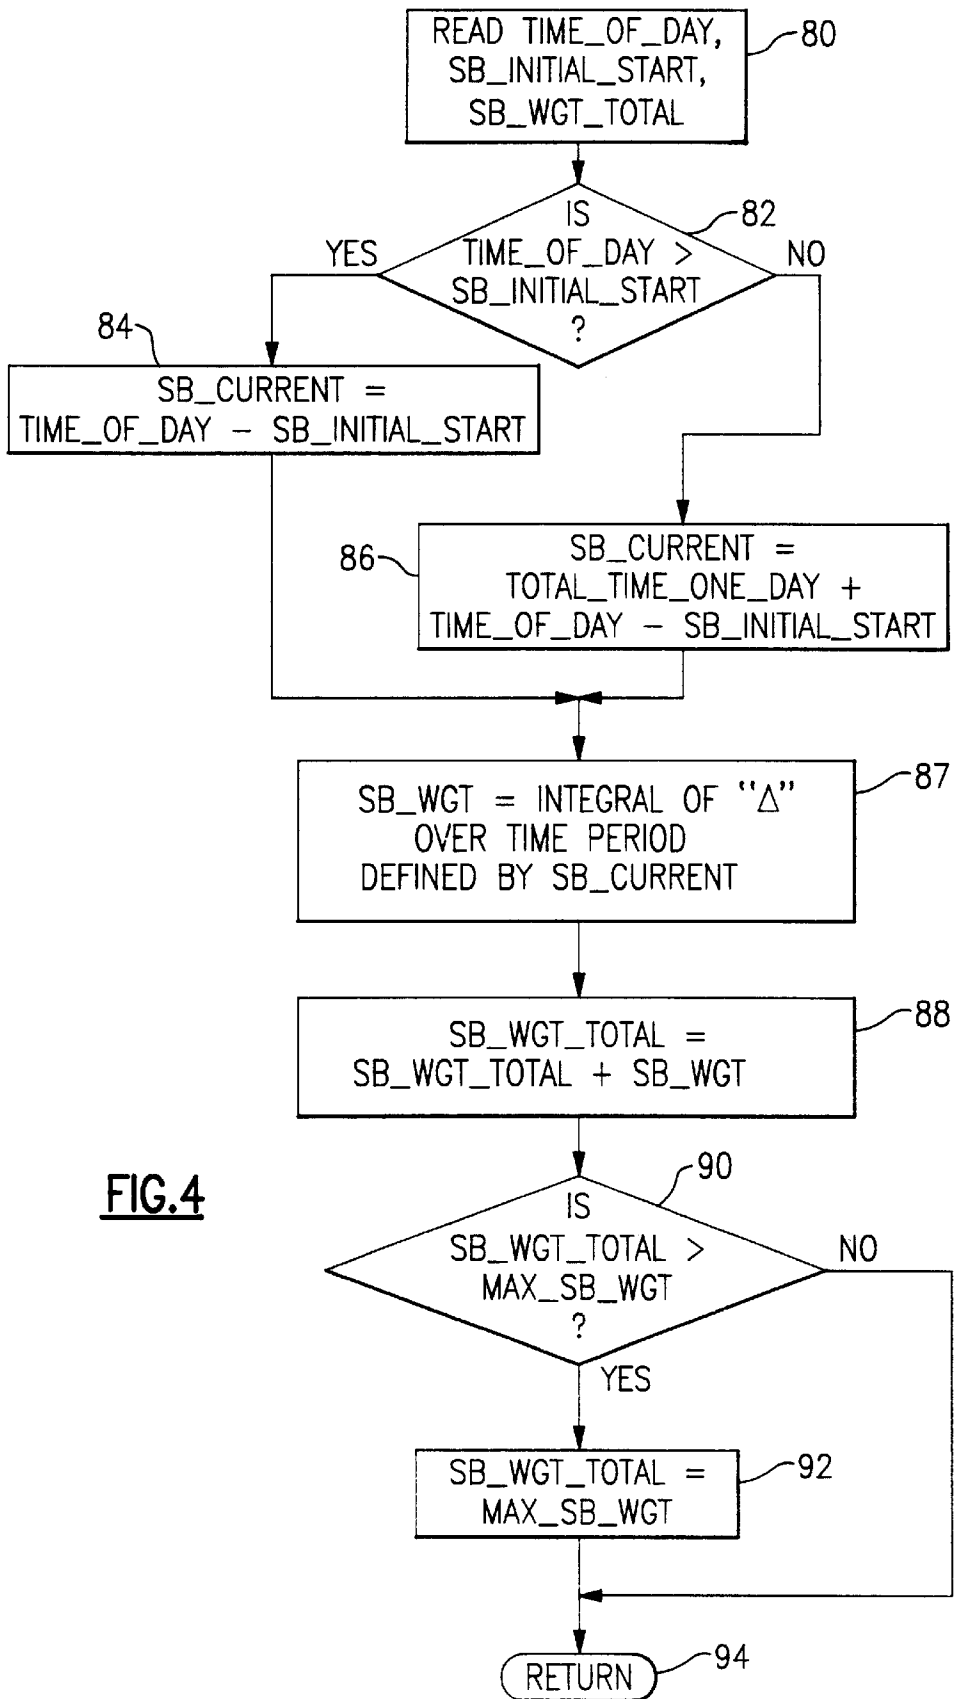 READ TIME_OF_DAY,
SB_INITIAL_START,
SB_WGT_TOTAL
80
IS
TIME_OF_DAY >
SB_INITIAL_START
?
82
YES
NO
84
SB_CURRENT =
TIME_OF_DAY – SB_INITIAL_START
86
SB_CURRENT =
TOTAL_TIME_ONE_DAY +
TIME_OF_DAY – SB_INITIAL_START
87
SB_WGT = INTEGRAL OF "Δ"
OVER TIME PERIOD
DEFINED BY SB_CURRENT
88
SB_WGT_TOTAL =
SB_WGT_TOTAL + SB_WGT
FIG.4
90
IS
SB_WGT_TOTAL >
MAX_SB_WGT
?
NO
YES
SB_WGT_TOTAL =
MAX_SB_WGT
92
RETURN
94